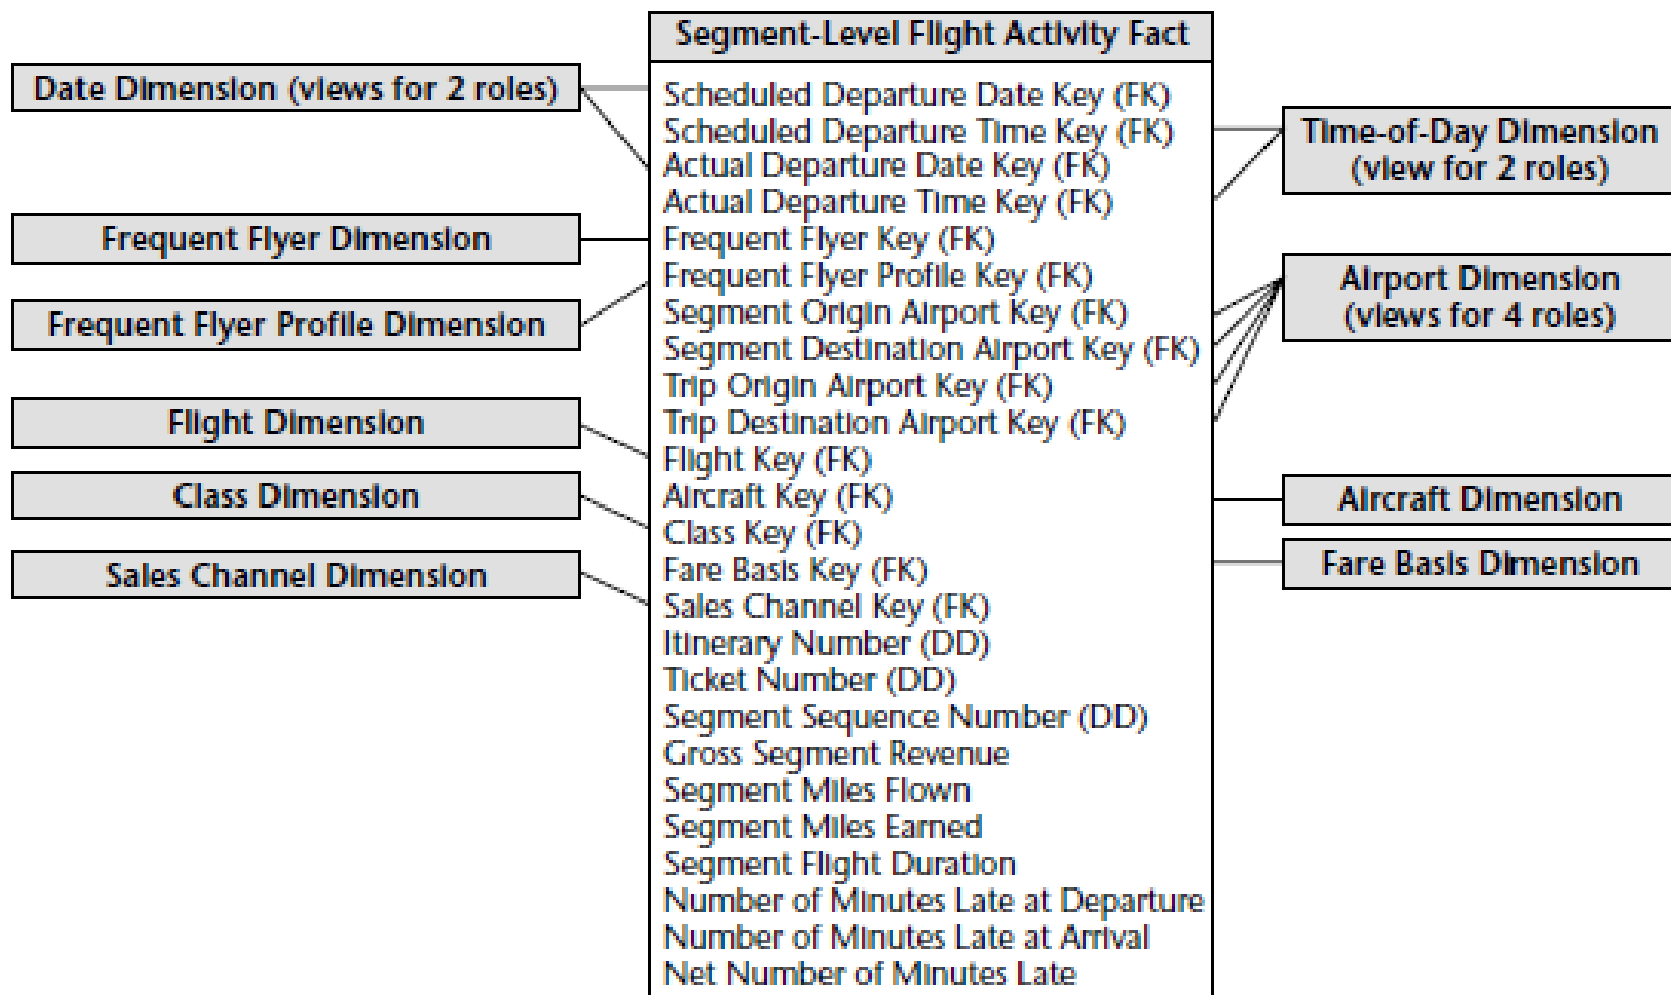 Segment-Level Flight Activity Fact
Date Dimension (views for 2 roles)
Frequent Flyer Dimension
Frequent Flyer Profile Dimension
Flight Dimension
Class Dimension
Sales Channel Dimension
Scheduled Departure Date Key (FK)
Scheduled Departure Time Key (FK)
Actual Departure Date Key (FK)
Actual Departure Time Key (FK)
Frequent Flyer Key (FK)
Frequent Flyer Profile Key (FK)
Segment Origin Airport Key (FK)
Segment Destination Airport Key (FK)
Trip Origin Airport Key (FK)
Trip Destination Airport Key (FK)
Flight Key (FK)
Aircraft Key (FK)
Class Key (FK)
Fare Basis Key (FK)
Sales Channel Key (FK)
Itinerary Number (DD)
Ticket Number (DD)
Segment Sequence Number (DD)
Gross Segment Revenue
Segment Miles Flown
Segment Miles Earned
Segment Flight Duration
Number of Minutes Late at Departure
Number of Minutes Late at Arrival
Net Number of Minutes Late
Time-of-Day Dimension
(view for 2 roles)
Airport Dimension
(views for 4 roles)
Aircraft Dimension
Fare Basis Dimension